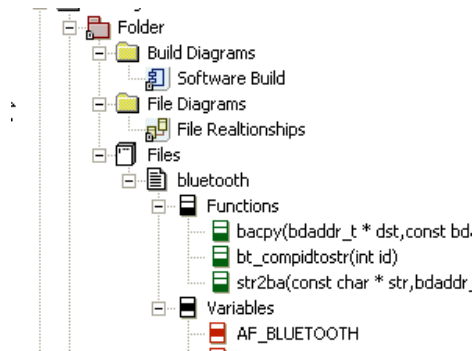 Folder
Build Diagrams
Software Build
File Diagrams
File Realtionships
Files
bluetooth
Functions
bacpy(bdaddr_t * dst,const bda
bt_compidtostr(int id)
str2ba(const char * str,bdaddr_
Variables
AF_BLUETOOTH